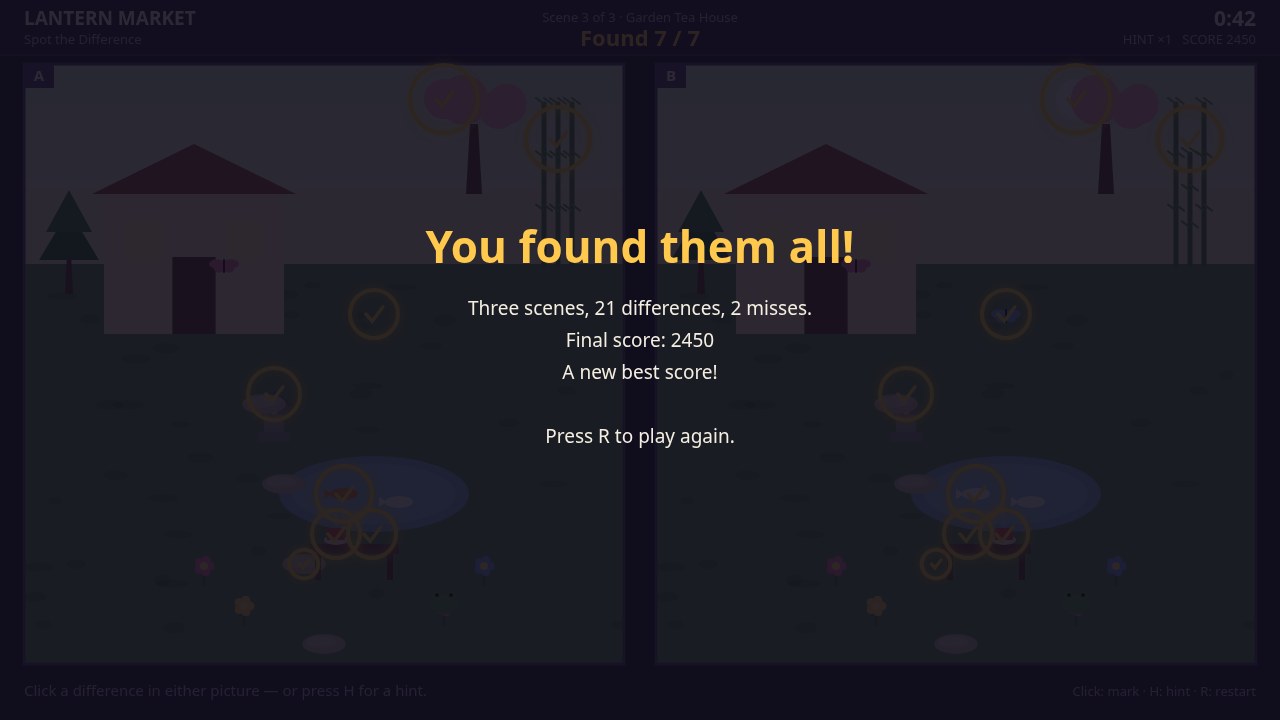 LANTERN MARKET
Spot the Difference
Scene 3 of 3 · Garden Tea House
Found 7 / 7
0:42
HINT ×1 · SCORE 2450
A
B
You found them all!
Three scenes, 21 differences, 2 misses.
Final score: 2450
A new best score!
Press R to play again.
Click a difference in either picture — or press H for a hint.
Click: mark · H: hint · R: restart